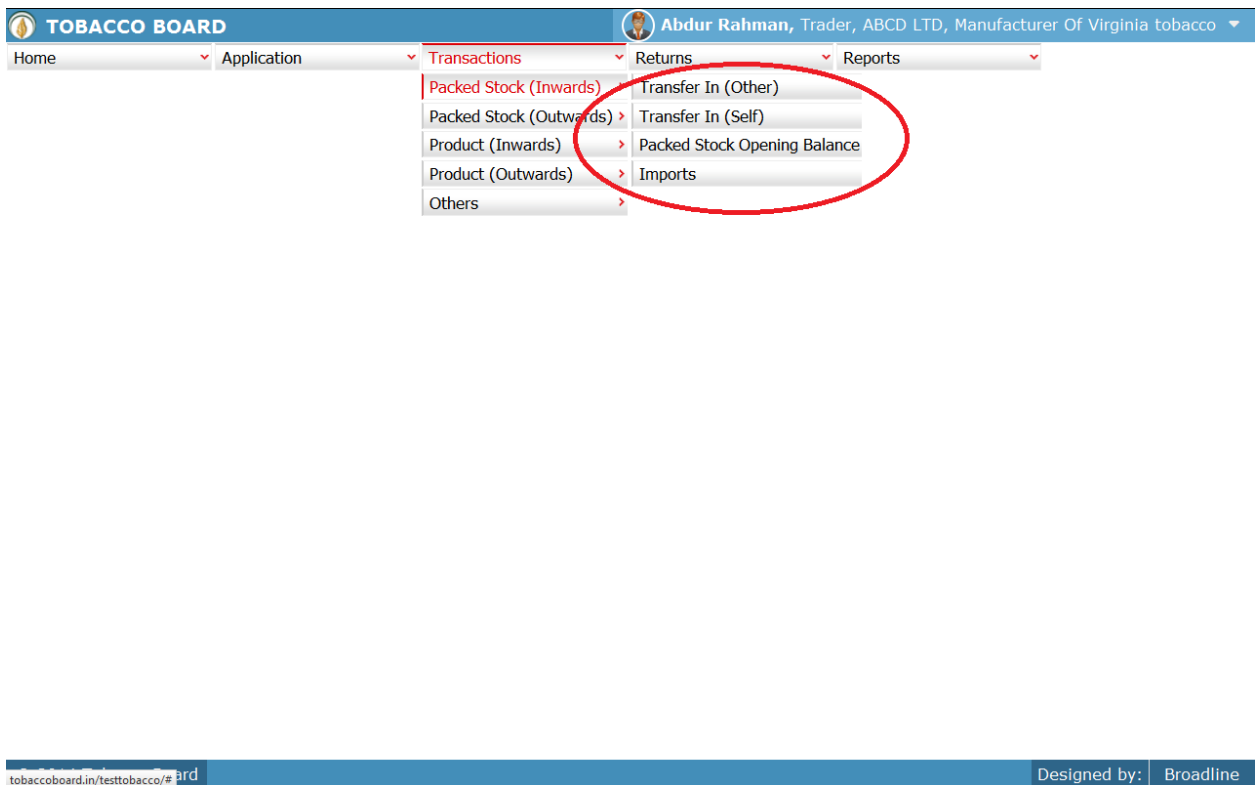 TOBACCO BOARD
Abdur Rahman, Trader, ABCD LTD, Manufacturer Of Virginia tobacco
Home Application Transactions Returns Reports
Packed Stock (Inwards) Transfer In (Other)
Packed Stock (Outwards) Transfer In (Self)
Product (Inwards) Packed Stock Opening Balance
Product (Outwards) Imports
Others
tobaccoboard.in/testtobacco/#
Designed by: Broadline